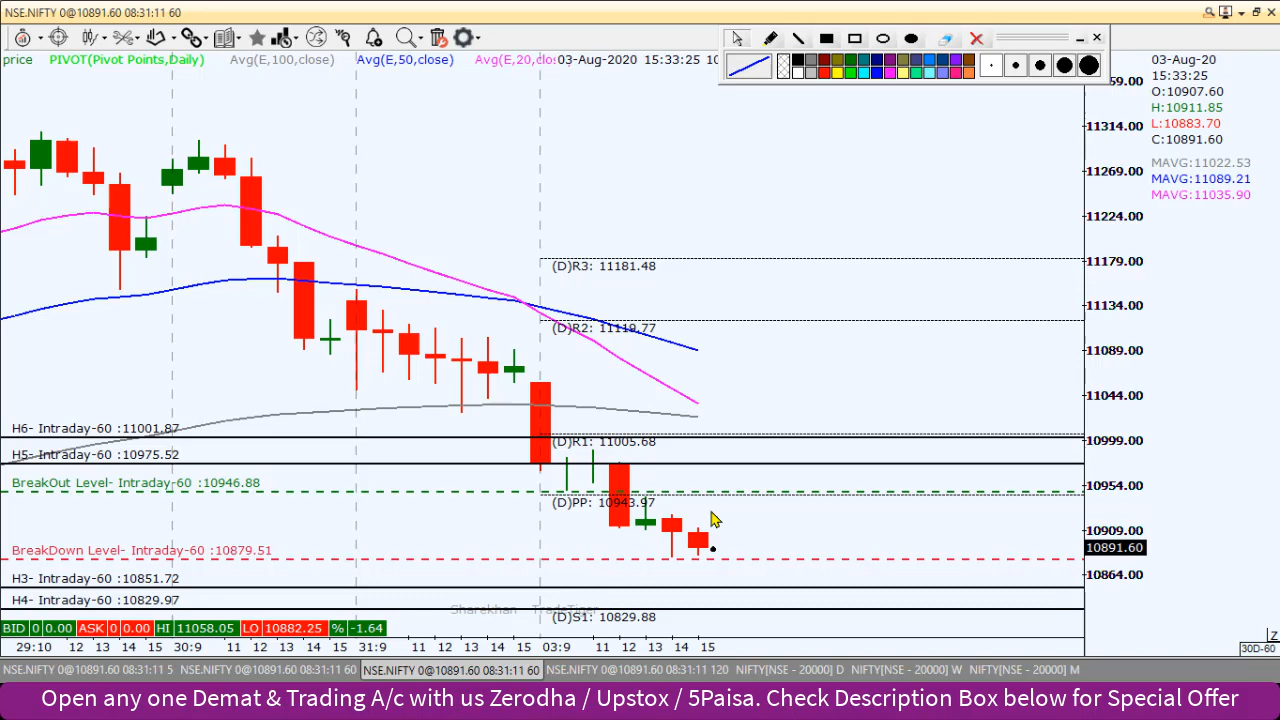 NSE.NIFTY 0@10891.60 08:31:11 60
price PIVOT(Pivot Points,Daily) Avg(E,100,close) Avg(E,50,close) Avg(E,20,clos 03-Aug-2020 15:33:25 10
03-Aug-20
15:33:25
O:10907.60
H:10911.85
L:10883.70
C:10891.60
MAVG:11022.53
MAVG:11089.21
MAVG:11035.90
59.00
11314.00
11269.00
11224.00
11179.00
11134.00
11089.00
11044.00
10999.00
10954.00
10909.00
10891.60
10864.00
(D)R3: 11181.48
(D)R2: 11119.77
H6- Intraday-60 :11001.87
(D)R1: 11005.68
H5- Intraday-60 :10975.52
BreakOut Level- Intraday-60 :10946.88
(D)PP: 10943.97
BreakDown Level- Intraday-60 :10879.51
H3- Intraday-60 :10851.72
H4- Intraday-60 :10829.97
Sharekhan TradeTiger
(D)S1: 10829.88
BID 0 0.00 ASK 0 0.00 HI 11058.05 LO 10882.25 % -1.64
Z
29:10 12 13 14 15 30:9 11 12 13 14 15 31:9 11 12 13 14 15 03:9 11 12 13 14 15
30D-60
NSE.NIFTY 0@10891.60 08:31:11 5 NSE.NIFTY 0@10891.60 08:31:11 60 NSE.NIFTY 0@10891.60 08:31:11 60 NSE.NIFTY 0@10891.60 08:31:11 120 NIFTY[NSE - 20000] D NIFTY[NSE - 20000] W NIFTY[NSE - 20000] M
Open any one Demat & Trading A/c with us Zerodha / Upstox / 5Paisa. Check Description Box below for Special Offer